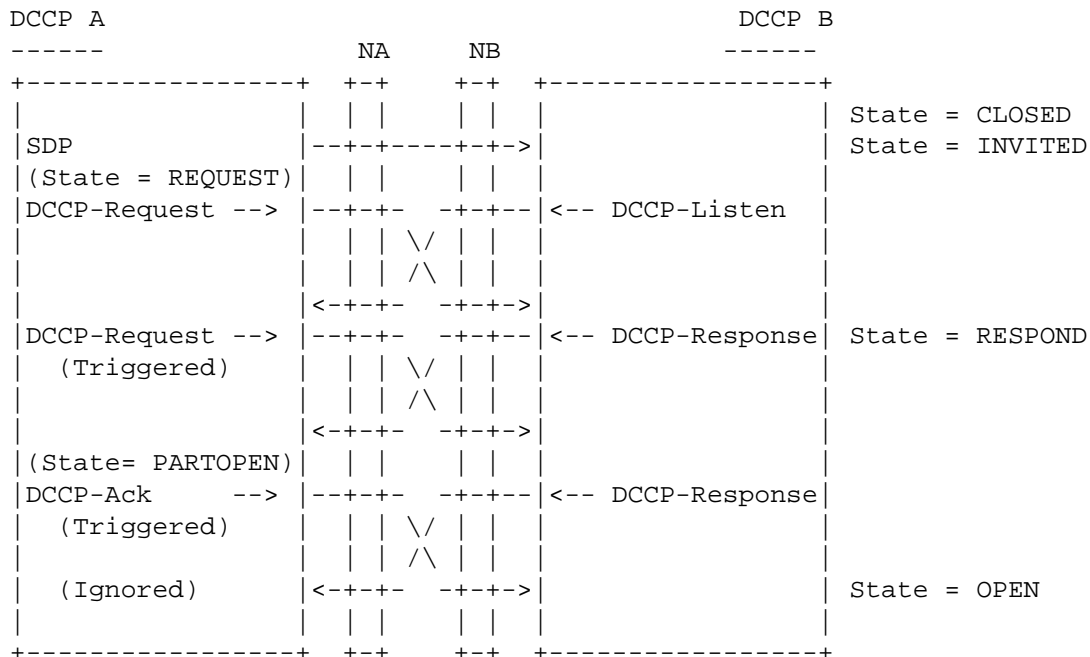 DCCP A                                               DCCP B
------               NA      NB                  ------
+-----------------+  +-+    +-+  +-----------------+
|                 |  | |    | |  |                 | State = CLOSED
|SDP              |--+-+----+-+->|                 | State = INVITED
|(State = REQUEST)|  | |    | |  |                 |
|DCCP-Request --> |--+-+-  -+-+--|<-- DCCP-Listen  |
|                 |  | | \/ | |  |                 |
|                 |  | | /\ | |  |                 |
|                 |<-+-+-  -+-+->|                 |
|DCCP-Request --> |--+-+-  -+-+--|<-- DCCP-Response| State = RESPOND
|  (Triggered)    |  | | \/ | |  |                 |
|                 |  | | /\ | |  |                 |
|                 |<-+-+-  -+-+->|                 |
|(State= PARTOPEN)|  | |    | |  |                 |
|DCCP-Ack     --> |--+-+-  -+-+--|<-- DCCP-Response|
|  (Triggered)    |  | | \/ | |  |                 |
|                 |  | | /\ | |  |                 |
|  (Ignored)      |<-+-+-  -+-+->|                 | State = OPEN
|                 |  | |    | |  |                 |
+-----------------+  +-+    +-+  +-----------------+